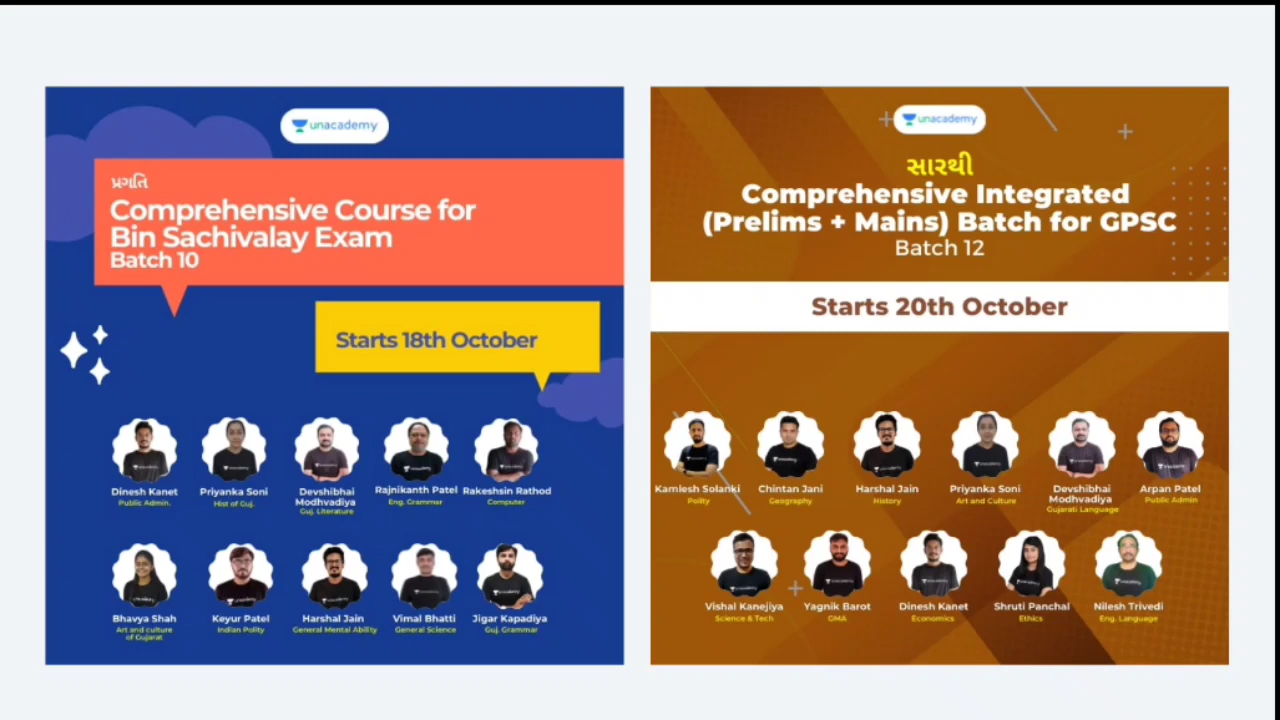 unacademy
પ્રગતિ
Comprehensive Course for
Bin Sachivalay Exam
Batch 10
Starts 18th October
Dinesh Kanet
Public Admin.
Priyanka Soni
Hist of Guj.
Devshibhai
Modhvadiya
Guj. Literature
Rajnikanth Patel
Eng. Grammar
Rakeshsin Rathod
Computer
Bhavya Shah
Art and culture
of Gujarat
Keyur Patel
Indian Polity
Harshal Jain
General Mental Ability
Vimal Bhatti
General Science
Jigar Kapadiya
Guj. Grammar
unacademy
સારથી
Comprehensive Integrated
(Prelims + Mains) Batch for GPSC
Batch 12
Starts 20th October
Kamlesh Solanki
Polity
Chintan Jani
Geography
Harshal Jain
History
Priyanka Soni
Art and Culture
Devshibhai
Modhvadiya
Gujarati Language
Arpan Patel
Public Admin
Vishal Kanejiya
Science & Tech
Yagnik Barot
GMA
Dinesh Kanet
Economics
Shruti Panchal
Ethics
Nilesh Trivedi
Eng. Language